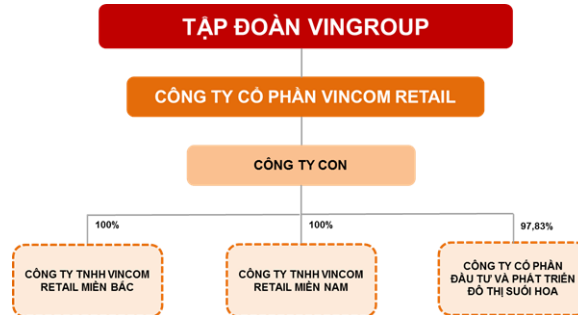 TẬP ĐOÀN VINGROUP
CÔNG TY CỔ PHẦN VINCOM RETAIL
CÔNG TY CON
100%
100%
97,83%
CÔNG TY TNHH VINCOM
RETAIL MIỀN BẮC
CÔNG TY TNHH VINCOM
RETAIL MIỀN NAM
CÔNG TY CỔ PHẦN
ĐẦU TƯ VÀ PHÁT TRIỂN
ĐÔ THỊ SUỐI HOA